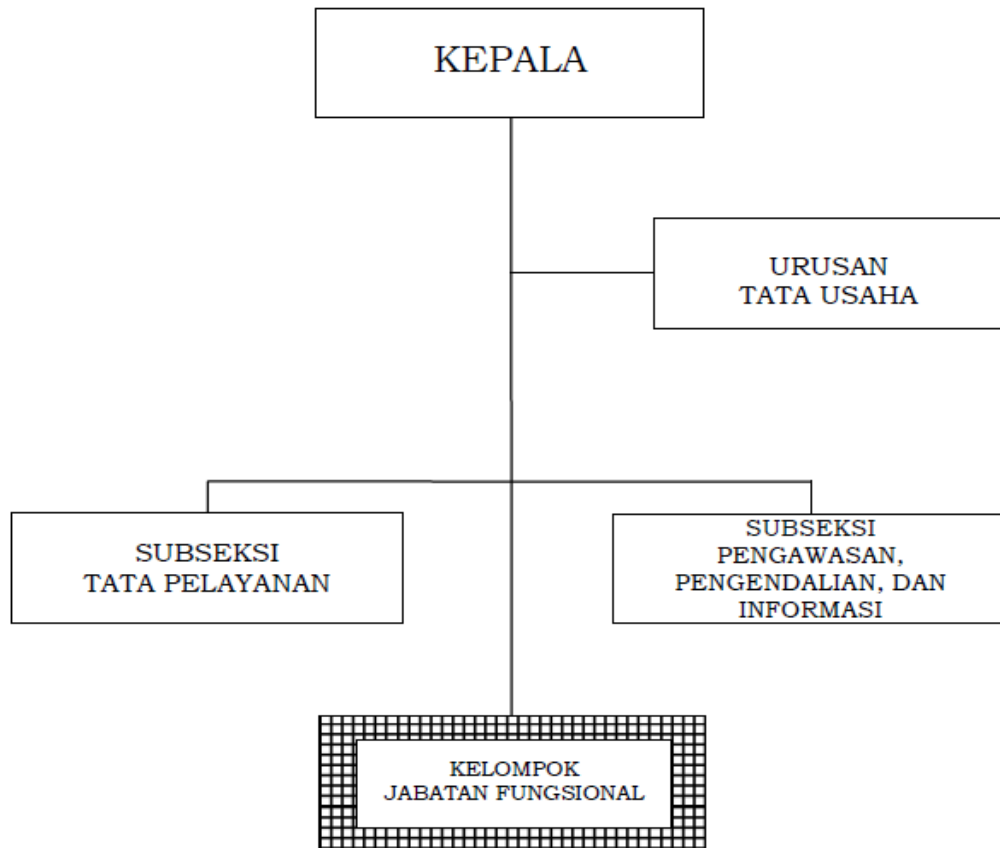 KEPALA
URUSAN
TATA USAHA
SUBSEKSI
TATA PELAYANAN
SUBSEKSI
PENGAWASAN,
PENGENDALIAN, DAN
INFORMASI
KELOMPOK
JABATAN FUNGSIONAL